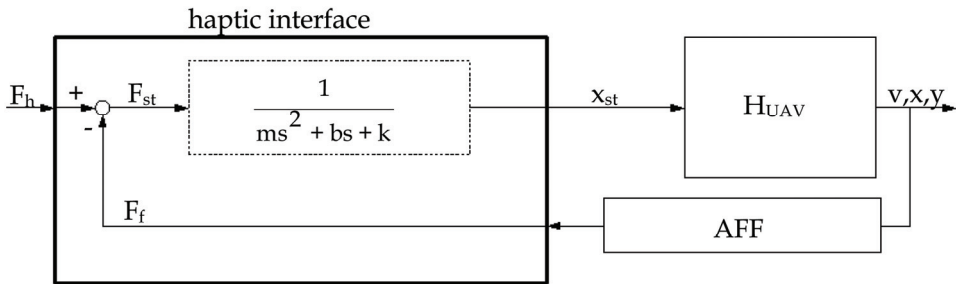 haptic interface
F_h
+
-
F_st
1
ms^2 + bs + k
x_st
H_UAV
v,x,y
F_f
AFF